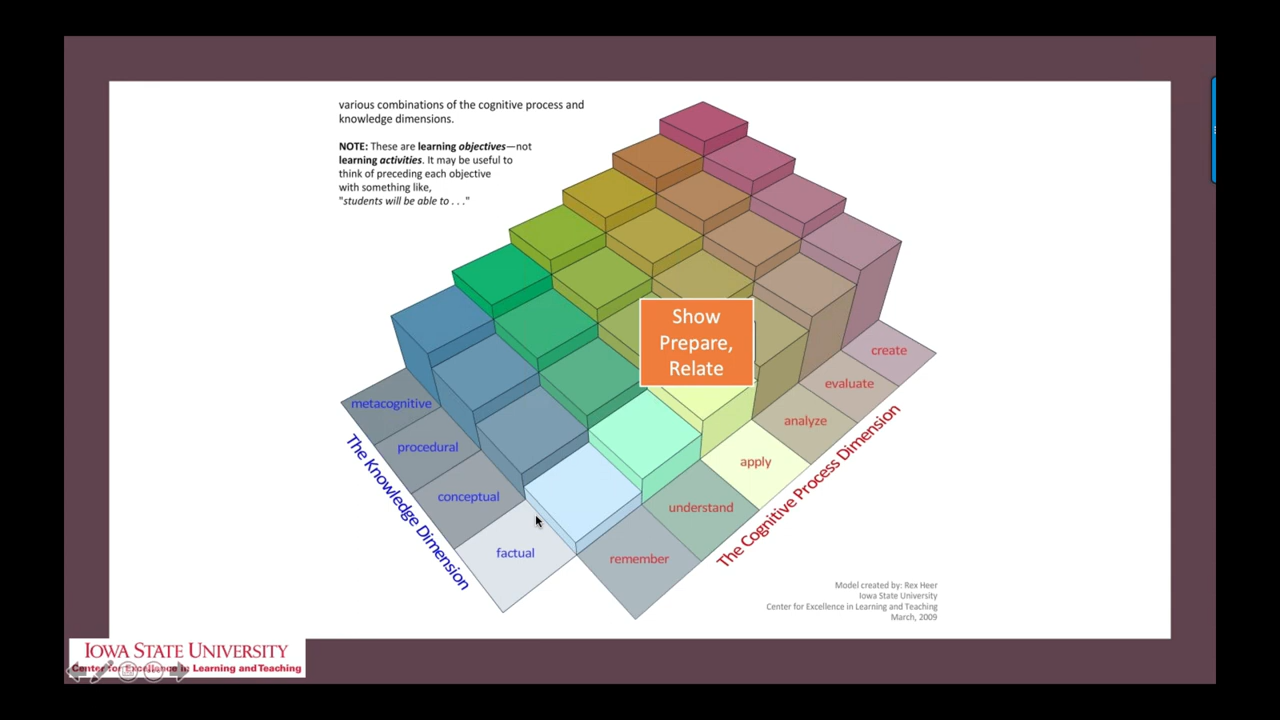 various combinations of the cognitive process and
knowledge dimensions.
NOTE: These are learning objectives—not
learning activities. It may be useful to
think of preceding each objective
with something like,
"students will be able to . . ."
Show
Prepare,
Relate
create
evaluate
analyze
apply
understand
remember
metacognitive
procedural
conceptual
factual
The Knowledge Dimension
The Cognitive Process Dimension
Model created by: Rex Heer
Iowa State University
Center for Excellence in Learning and Teaching
March, 2009
IOWA STATE UNIVERSITY
Center for Excellence in Learning and Teaching